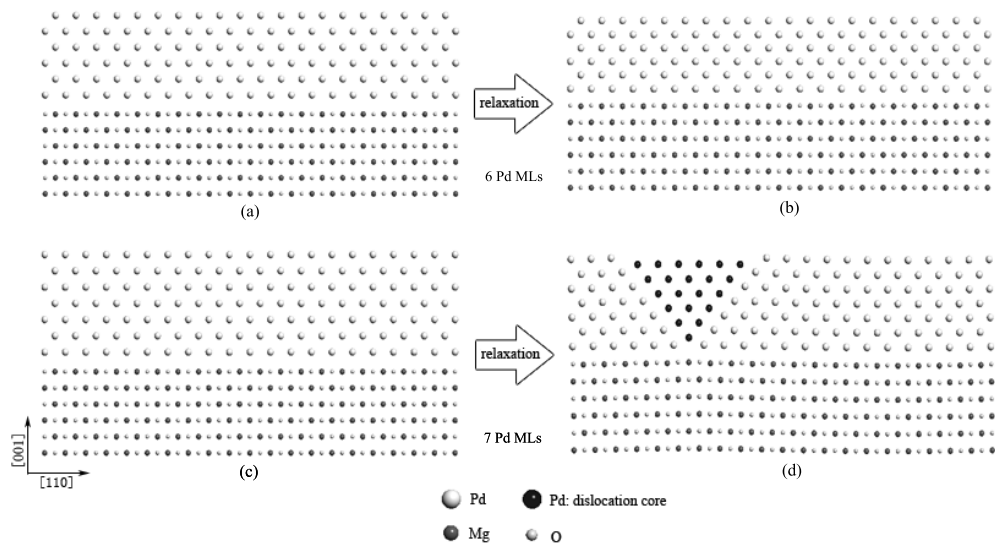 relaxation
6 Pd MLs
(a)
(b)
relaxation
7 Pd MLs
[001]
[110]
(c)
(d)
Pd
Pd: dislocation core
Mg
O